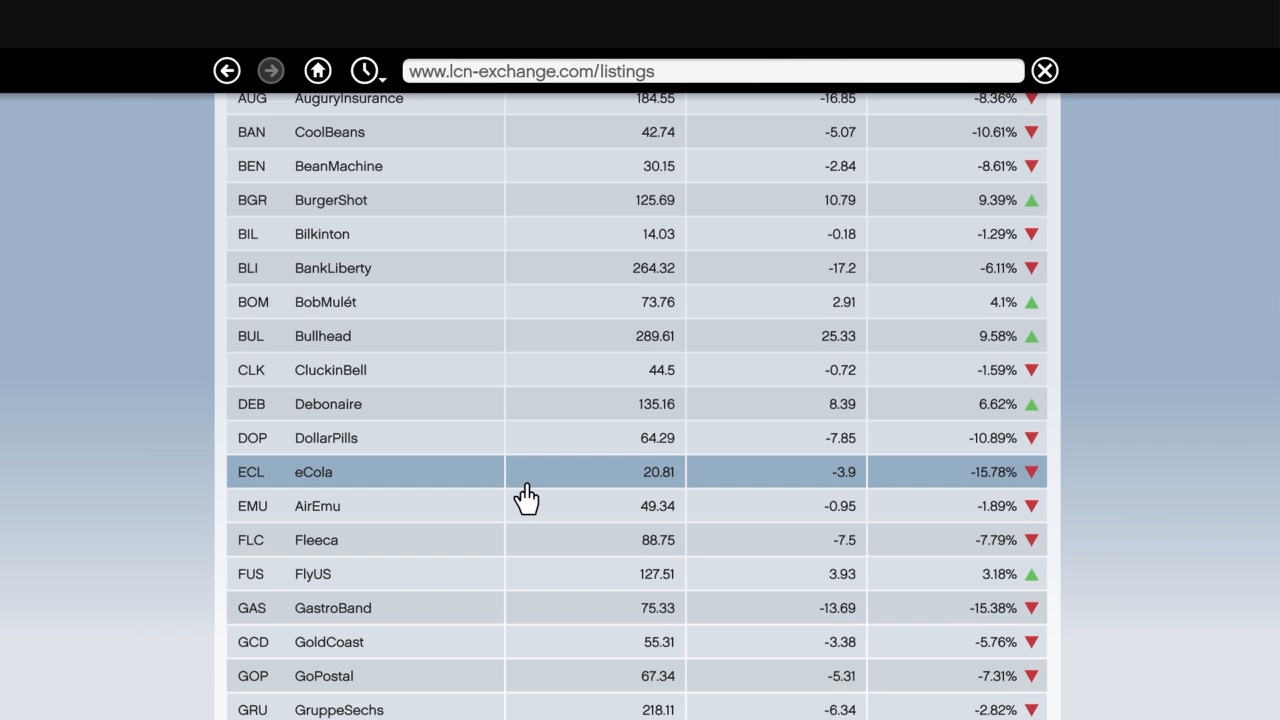 www.lcn-exchange.com/listings
AUG AuguryInsurance 184.55 -16.85 -8.36%
BAN CoolBeans 42.74 -5.07 -10.61%
BEN BeanMachine 30.15 -2.84 -8.61%
BGR BurgerShot 125.69 10.79 9.39%
BIL Bilkinton 14.03 -0.18 -1.29%
BLI BankLiberty 264.32 -17.2 -6.11%
BOM BobMulét 73.76 2.91 4.1%
BUL Bullhead 289.61 25.33 9.58%
CLK CluckinBell 44.5 -0.72 -1.59%
DEB Debonaire 135.16 8.39 6.62%
DOP DollarPills 64.29 -7.85 -10.89%
ECL eCola 20.81 -3.9 -15.78%
EMU AirEmu 49.34 -0.95 -1.89%
FLC Fleeca 88.75 -7.5 -7.79%
FUS FlyUS 127.51 3.93 3.18%
GAS GastroBand 75.33 -13.69 -15.38%
GCD GoldCoast 55.31 -3.38 -5.76%
GOP GoPostal 67.34 -5.31 -7.31%
GRU GruppeSechs 218.11 -6.34 -2.82%